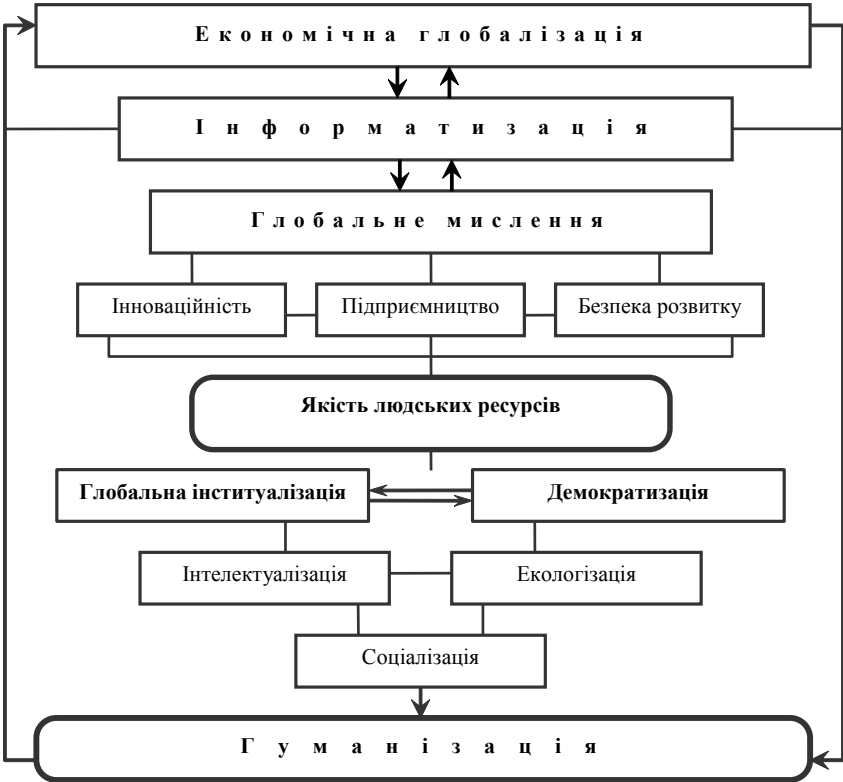 Економічна глобалізація
Інформатизація
Глобальне мислення
Інноваційність
Підприємництво
Безпека розвитку
Якість людських ресурсів
Глобальна інституалізація
Демократизація
Інтелектуалізація
Екологізація
Соціалізація
Гуманізація